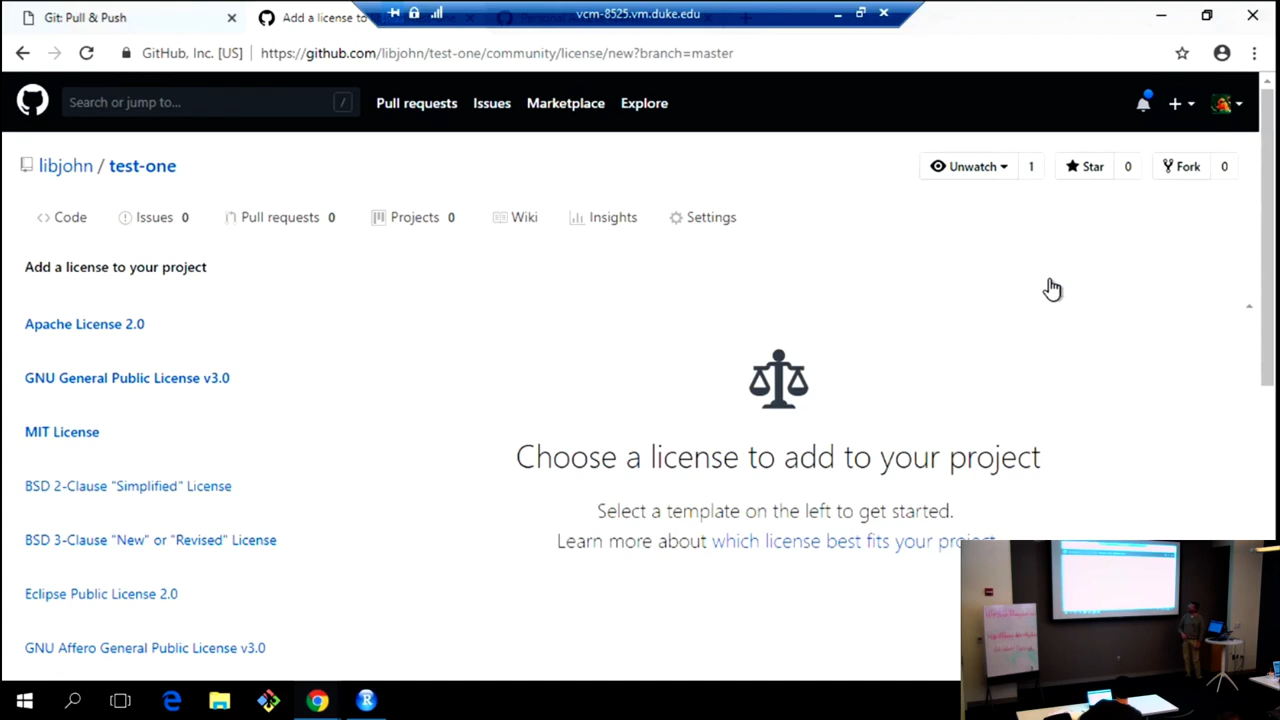 Git: Pull & Push
Add a license to
vcm-8525.vm.duke.edu
GitHub, Inc. [US]
https://github.com/libjohn/test-one/community/license/new?branch=master
Search or jump to...
/
Pull requests
Issues
Marketplace
Explore
libjohn / test-one
Unwatch
1
Star
0
Fork
0
Code
Issues 0
Pull requests 0
Projects 0
Wiki
Insights
Settings
Add a license to your project
Apache License 2.0
GNU General Public License v3.0
MIT License
BSD 2-Clause "Simplified" License
BSD 3-Clause "New" or "Revised" License
Eclipse Public License 2.0
GNU Affero General Public License v3.0
Choose a license to add to your project
Select a template on the left to get started.
Learn more about which license best fits your project.